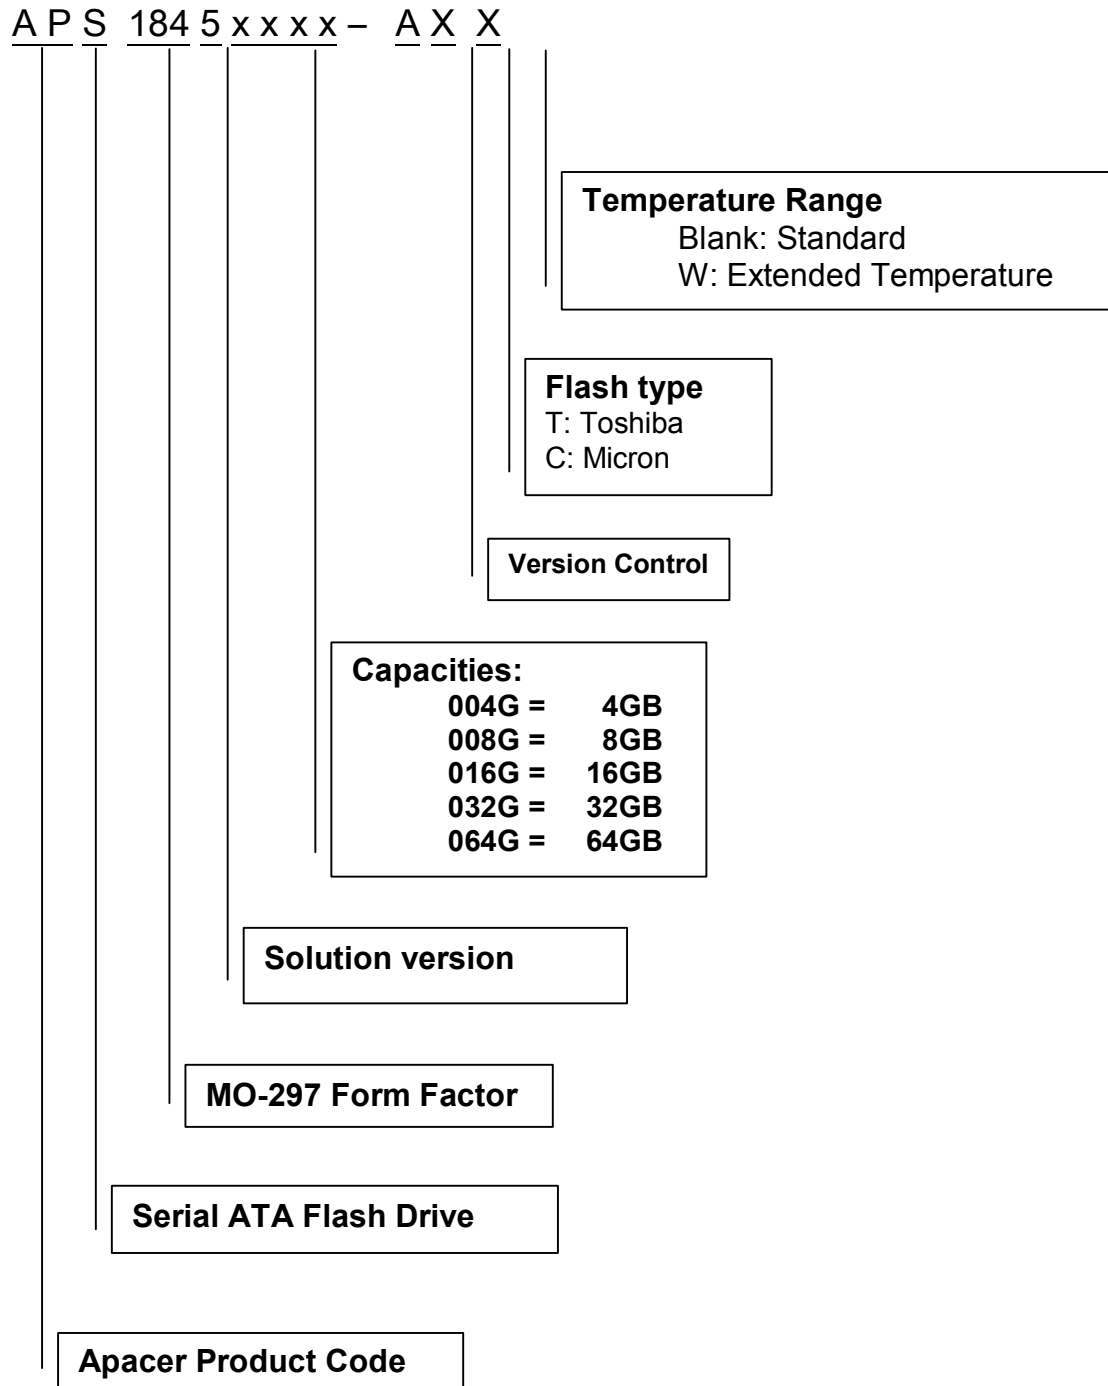 A P S 184 5 x x x x – A X X
Temperature Range
Blank: Standard
W: Extended Temperature
Flash type
T: Toshiba
C: Micron
Version Control
Capacities:
004G = 4GB
008G = 8GB
016G = 16GB
032G = 32GB
064G = 64GB
Solution version
MO-297 Form Factor
Serial ATA Flash Drive
Apacer Product Code